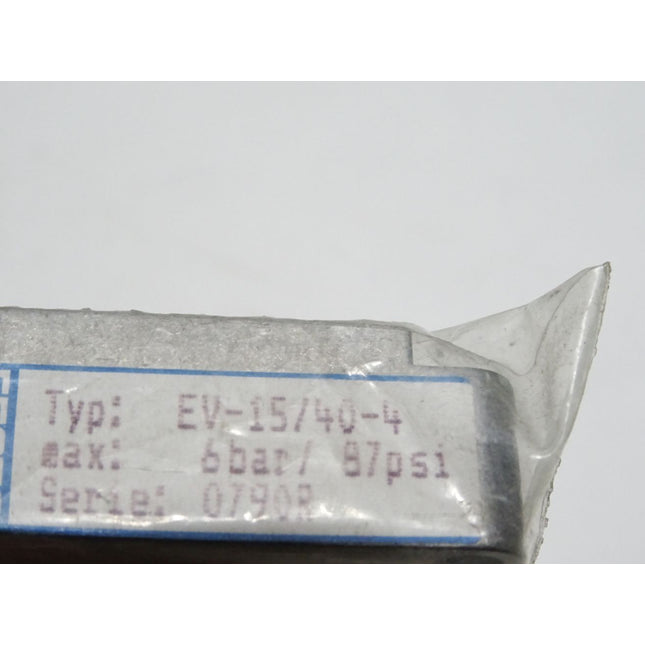 Typ: EV-15/40-4
max: 6bar/ 87psi
Serie: 0790R